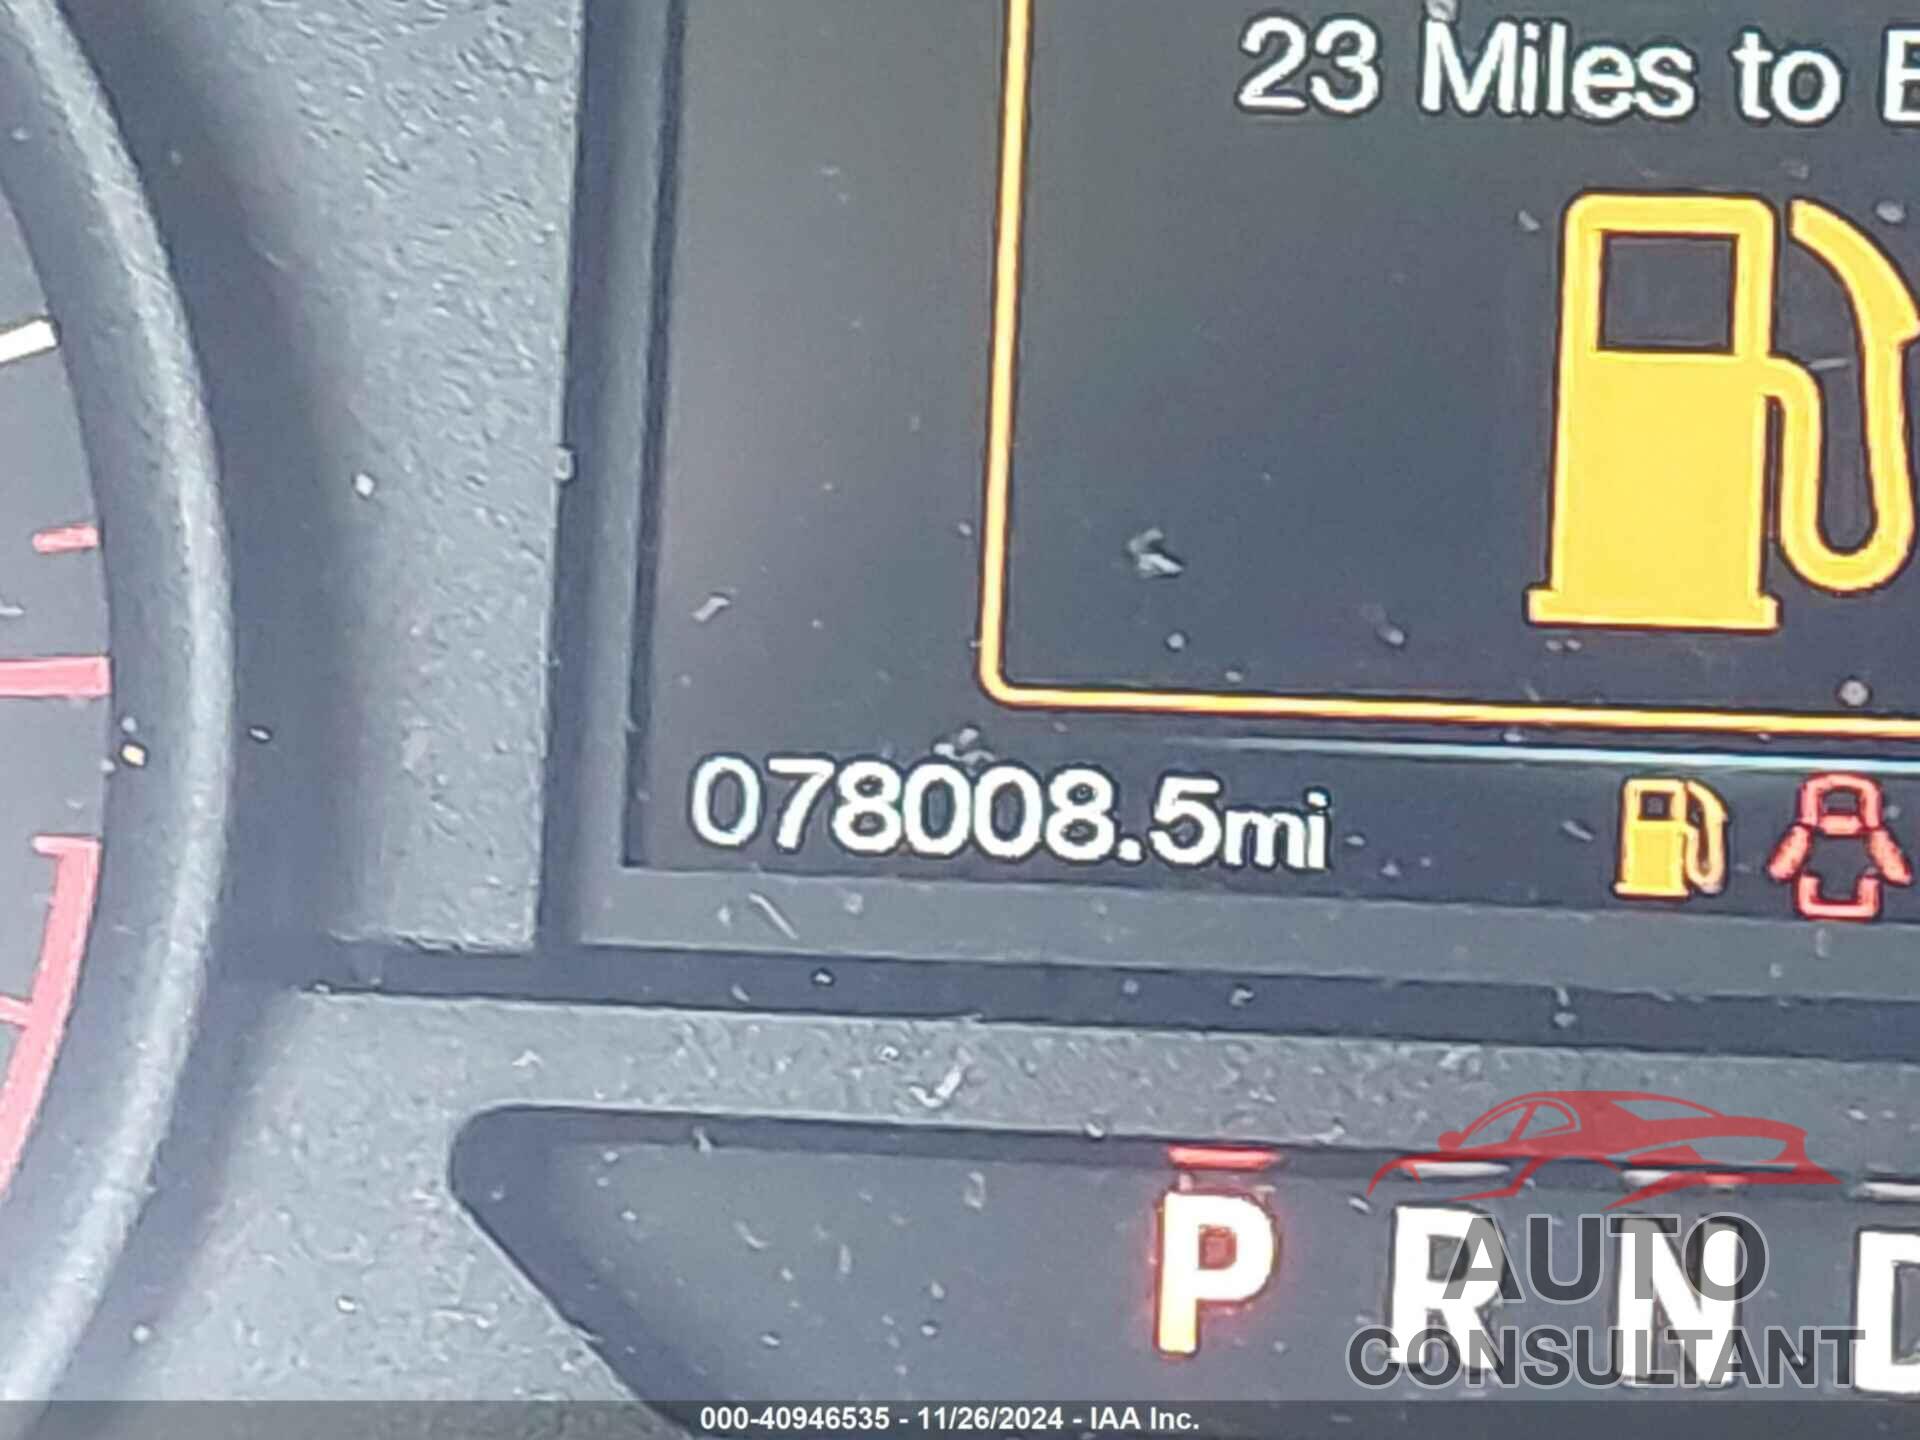 23 Miles to
078008.5mi
P R N D
AUTO
CONSULTANT
000-40946535 - 11/26/2024 - IAA Inc.